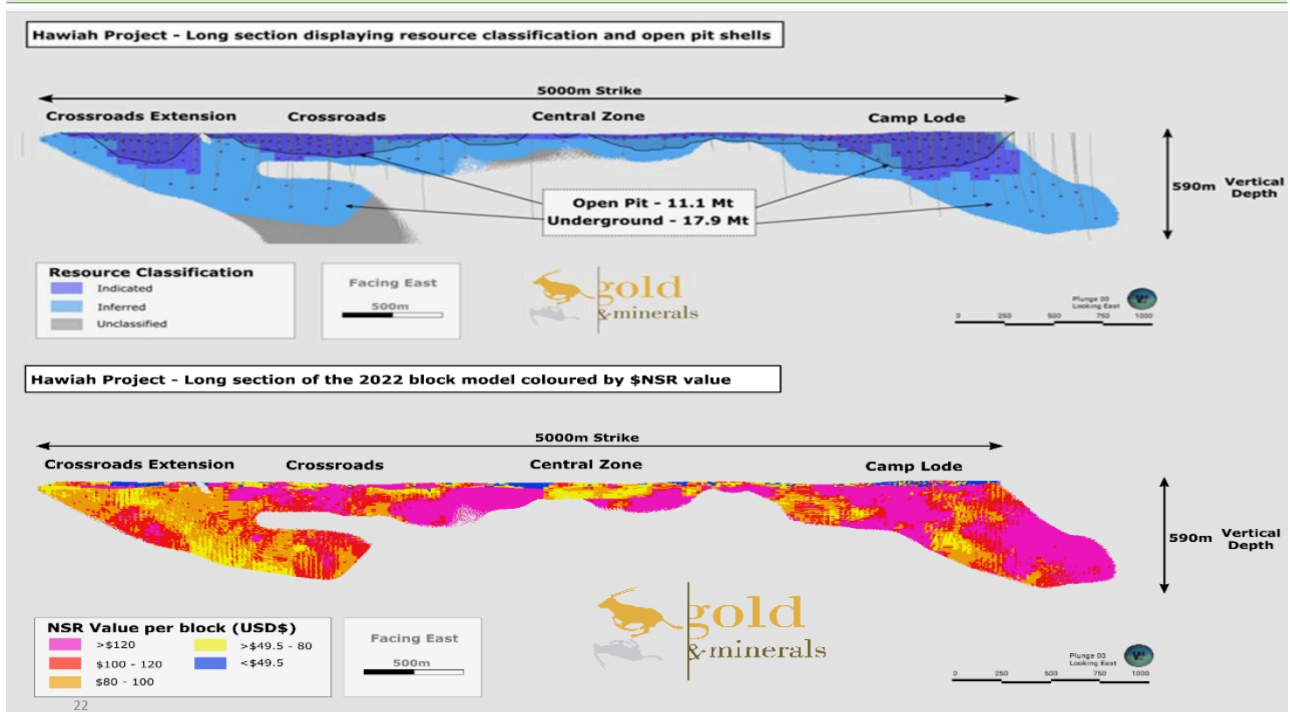 Hawiah Project - Long section displaying resource classification and open pit shells
5000m Strike
Crossroads Extension Crossroads Central Zone Camp Lode
Open Pit - 11.1 Mt
Underground - 17.9 Mt
590m Vertical Depth
Resource Classification
Indicated
Inferred
Unclassified
Facing East
500m
gold
&minerals
Plunge 00
Looking East
0 250 500 750 1000
Hawiah Project - Long section of the 2022 block model coloured by $NSR value
5000m Strike
Crossroads Extension Crossroads Central Zone Camp Lode
590m Vertical Depth
NSR Value per block (USD$)
>$120 >$49.5 - 80
$100 - 120 <$49.5
$80 - 100
Facing East
500m
gold
&minerals
Plunge 00
Looking East
0 250 500 750 1000
22